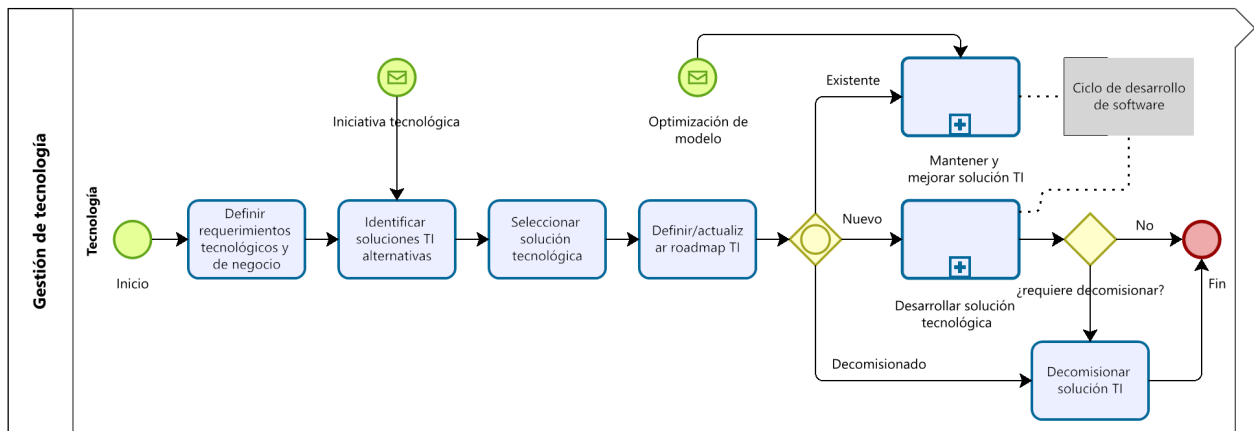 Gestión de tecnología
Tecnología
Inicio
Definir
requerimientos
tecnológicos y
de negocio
Iniciativa tecnológica
Identificar
soluciones TI
alternativas
Seleccionar
solución
tecnológica
Definir/actualiz
ar roadmap TI
Optimización de
modelo
Existente
Mantener y
mejorar solución TI
Ciclo de desarrollo
de software
Nuevo
Desarrollar solución
tecnológica
¿requiere decomisionar?
No
Fin
Decomisionado
Decomisionar
solución TI